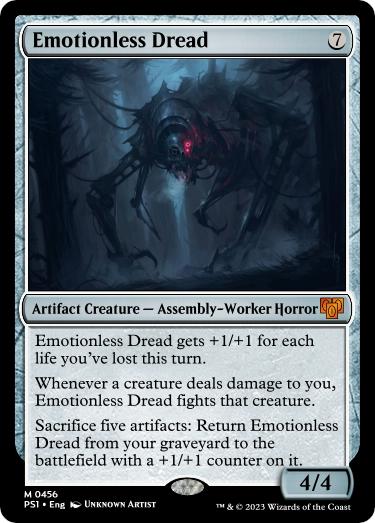 Emotionless Dread 7
Artifact Creature — Assembly-Worker Horror
Emotionless Dread gets +1/+1 for each
life you've lost this turn.
Whenever a creature deals damage to you,
Emotionless Dread fights that creature.
Sacrifice five artifacts: Return Emotionless
Dread from your graveyard to the
battlefield with a +1/+1 counter on it.
4/4
M 0456
PS1 • Eng Unknown Artist
™ & © 2023 Wizards of the Coast